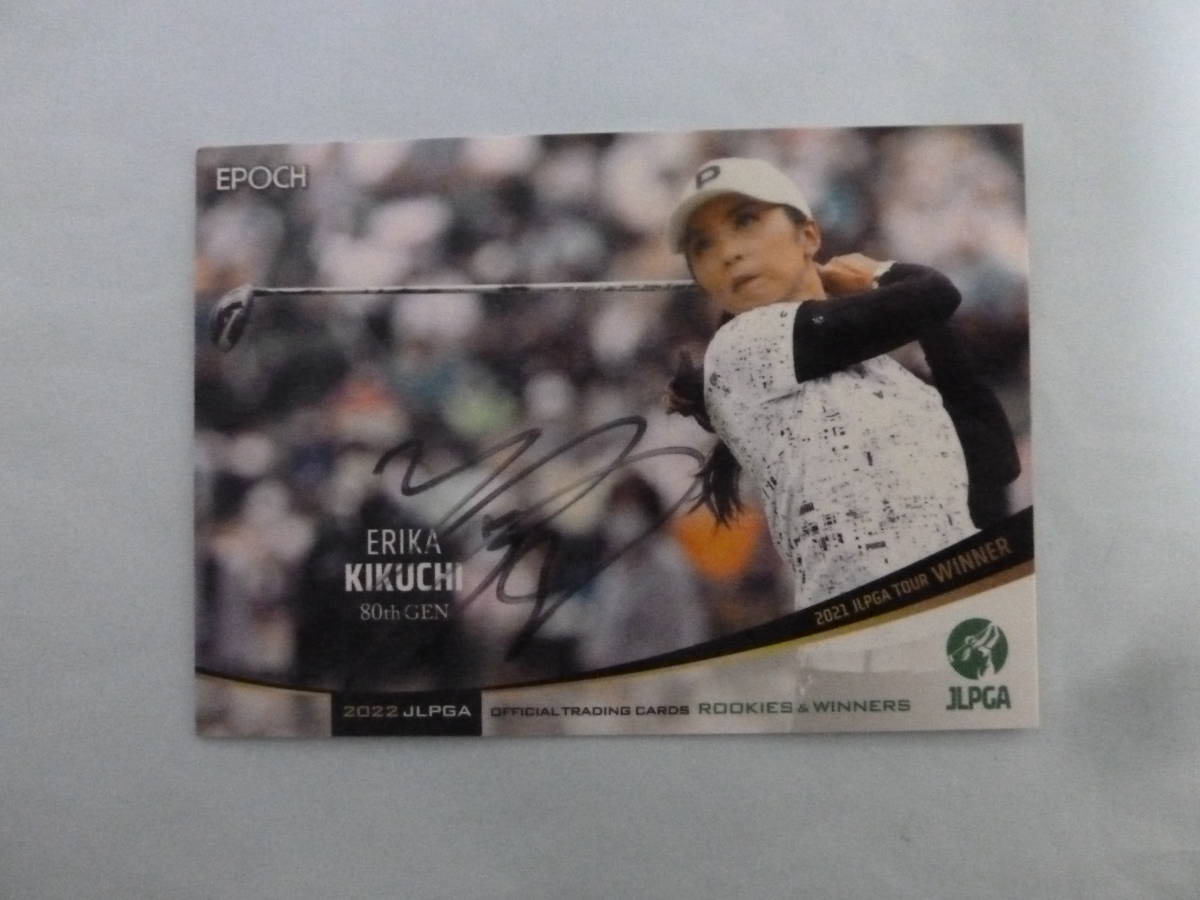 EPOCH
P
ERIKA
KIKUCHI
80th GEN
2021 JLPGA TOUR WINNER
JLPGA
2022 JLPGA OFFICIAL TRADING CARDS ROOKIES & WINNERS